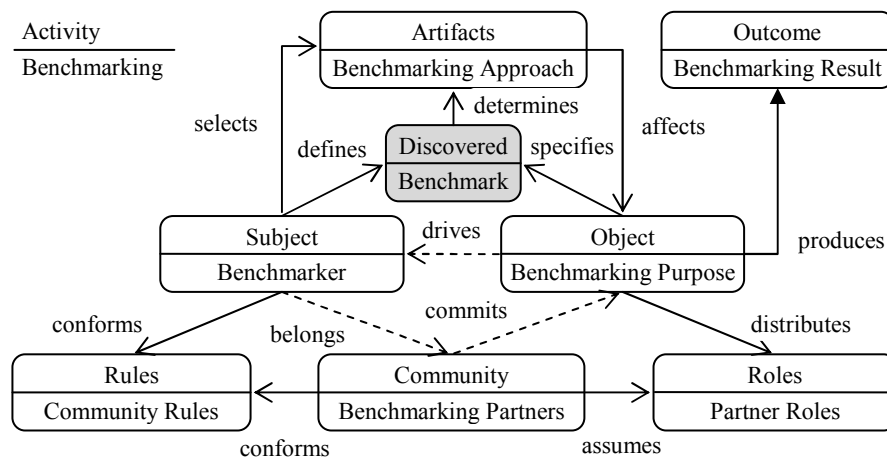 Activity
Benchmarking
Artifacts
Benchmarking Approach
Outcome
Benchmarking Result
selects
determines
affects
defines
Discovered
Benchmark
specifies
Subject
Benchmarker
drives
Object
Benchmarking Purpose
produces
conforms
belongs
commits
distributes
Rules
Community Rules
Community
Benchmarking Partners
Roles
Partner Roles
conforms
assumes